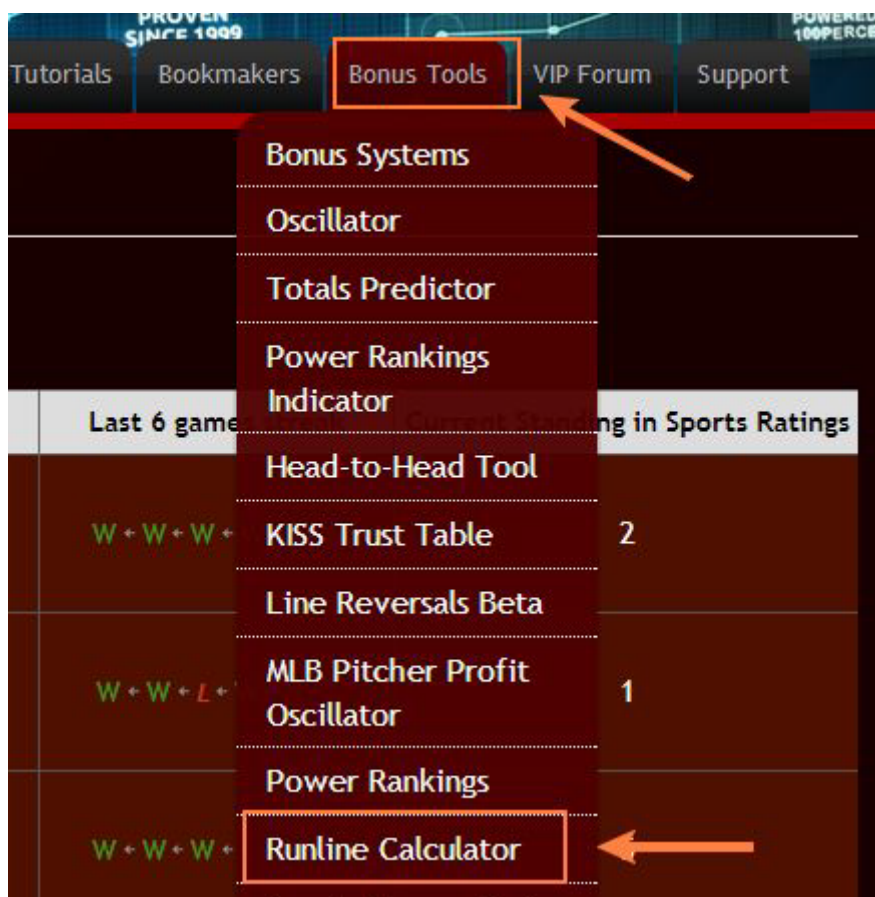 PROVEN
SINCE 1999
POWERED
100PERCE
Tutorials Bookmakers Bonus Tools VIP Forum Support
Bonus Systems
Oscillator
Totals Predictor
Power Rankings
Indicator
Last 6 game ng in Sports Ratings
Head-to-Head Tool
W ← W ← W ← KISS Trust Table 2
Line Reversals Beta
MLB Pitcher Profit
W ← W ← L ← 1
Oscillator
Power Rankings
W ← W ← W ← Runline Calculator